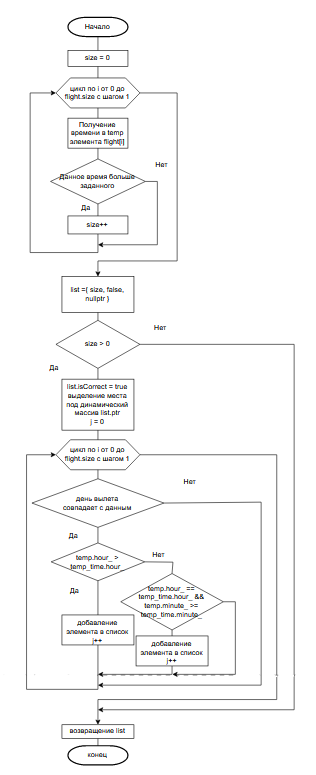 Начало
size = 0
цикл по i от 0 до
flight.size с шагом 1
Получение
времени в temp
элемента flight[i]
Нет
Данное время больше
заданного
Да
size++
list ={ size, false,
nullptr }
Нет
size > 0
Да
list.isCorrect = true
выделение места
под динамический
массив list.ptr
j = 0
цикл по i от 0 до
flight.size с шагом 1
Нет
день вылета
совпадает с данным
Да
temp.hour_ >
temp_time.hour_
Нет
Да
temp.hour_ ==
temp_time.hour_ &&
temp.minute_ >=
temp_time.minute_
добавление
элемента в список
j++
добавление
элемента в список
j++
возвращение list
конец